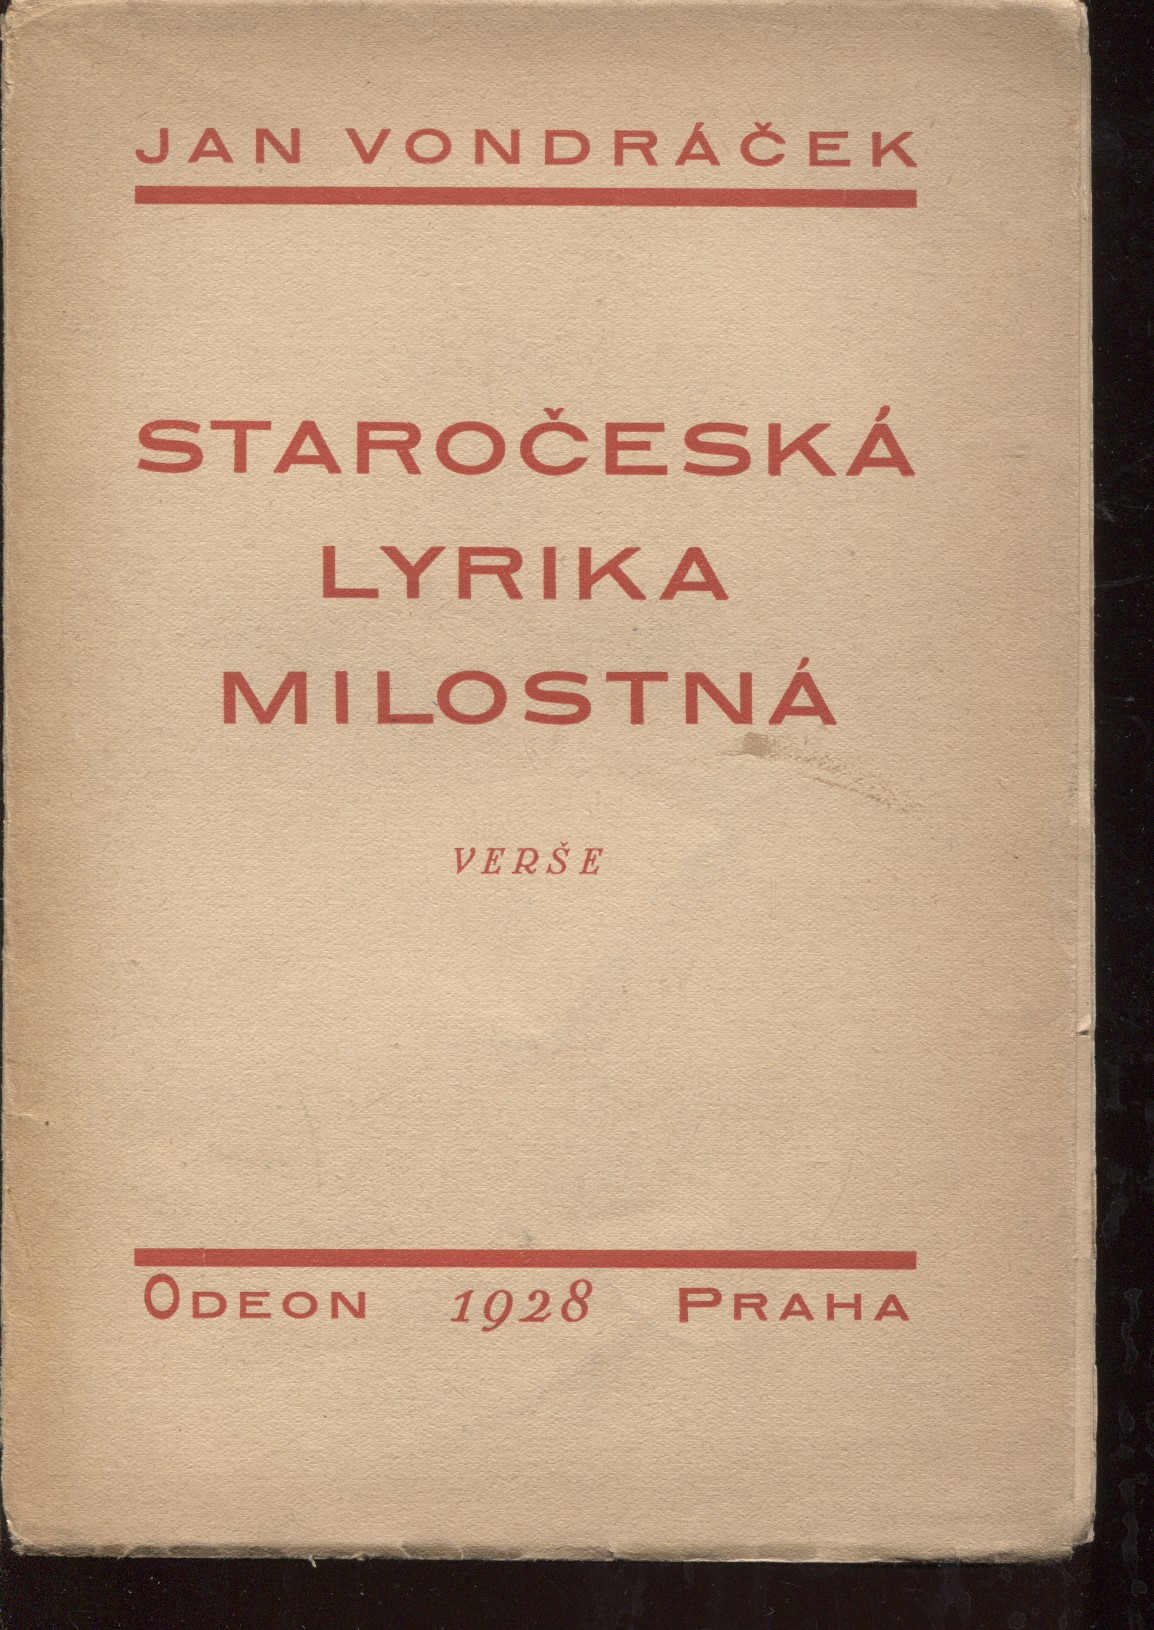 JAN VONDRÁČEK
STAROČESKÁ
LYRIKA
MILOSTNÁ
VERŠE
ODEON 1928 PRAHA